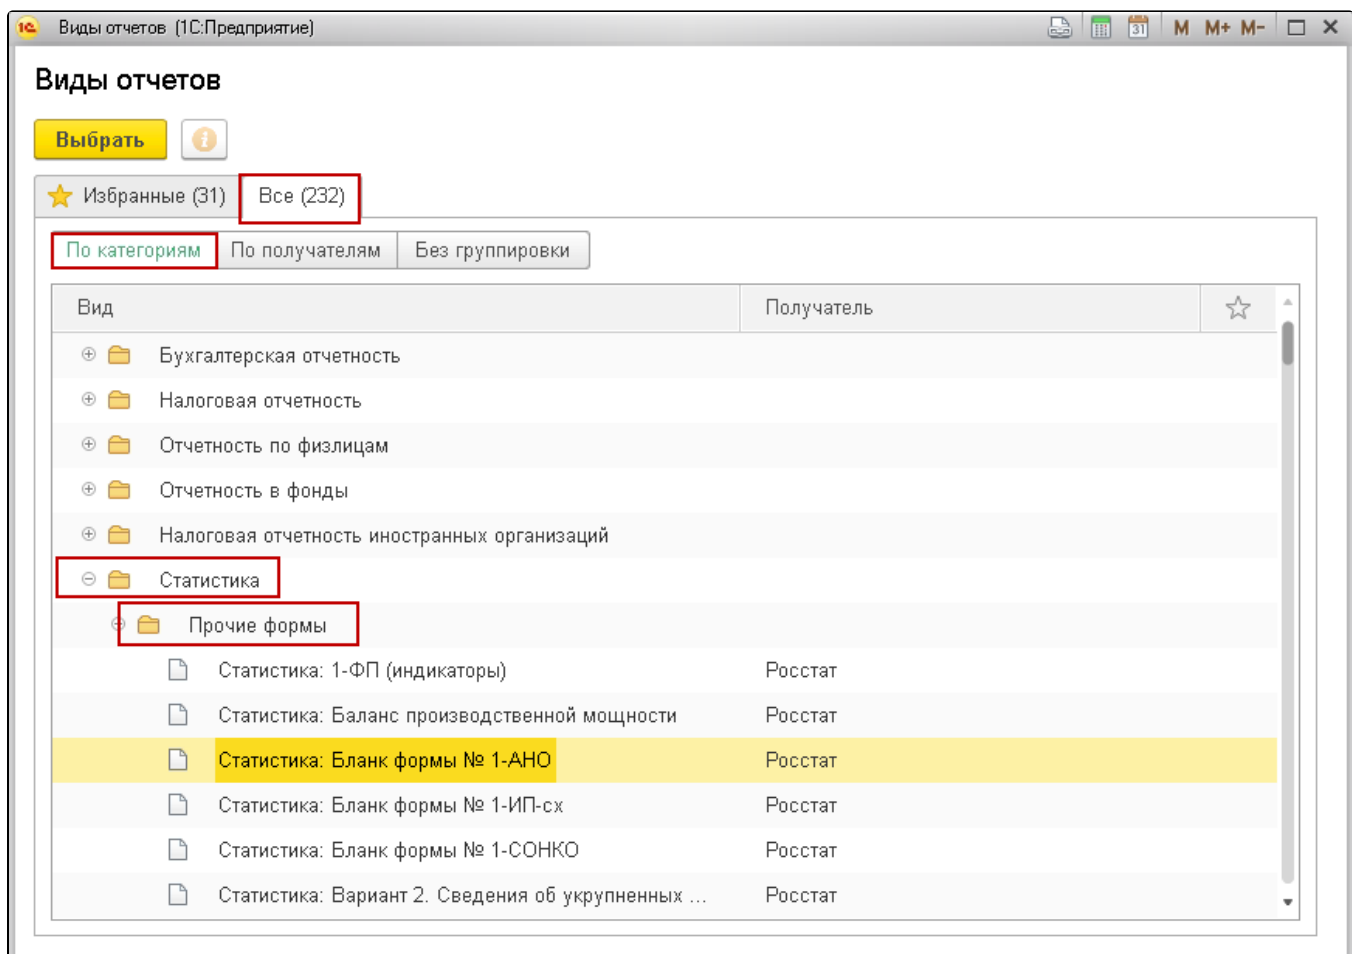 1С Виды отчетов (1С:Предприятие) 31 M M+ M-
Виды отчетов
Выбрать i
Избранные (31) Все (232)
По категориям По получателям Без группировки
Вид Получатель
Бухгалтерская отчетность
Налоговая отчетность
Отчетность по физлицам
Отчетность в фонды
Налоговая отчетность иностранных организаций
Статистика
Прочие формы
Статистика: 1-ФП (индикаторы) Росстат
Статистика: Баланс производственной мощности Росстат
Статистика: Бланк формы № 1-АНО Росстат
Статистика: Бланк формы № 1-ИП-сх Росстат
Статистика: Бланк формы № 1-СОНКО Росстат
Статистика: Вариант 2. Сведения об укрупненных ... Росстат